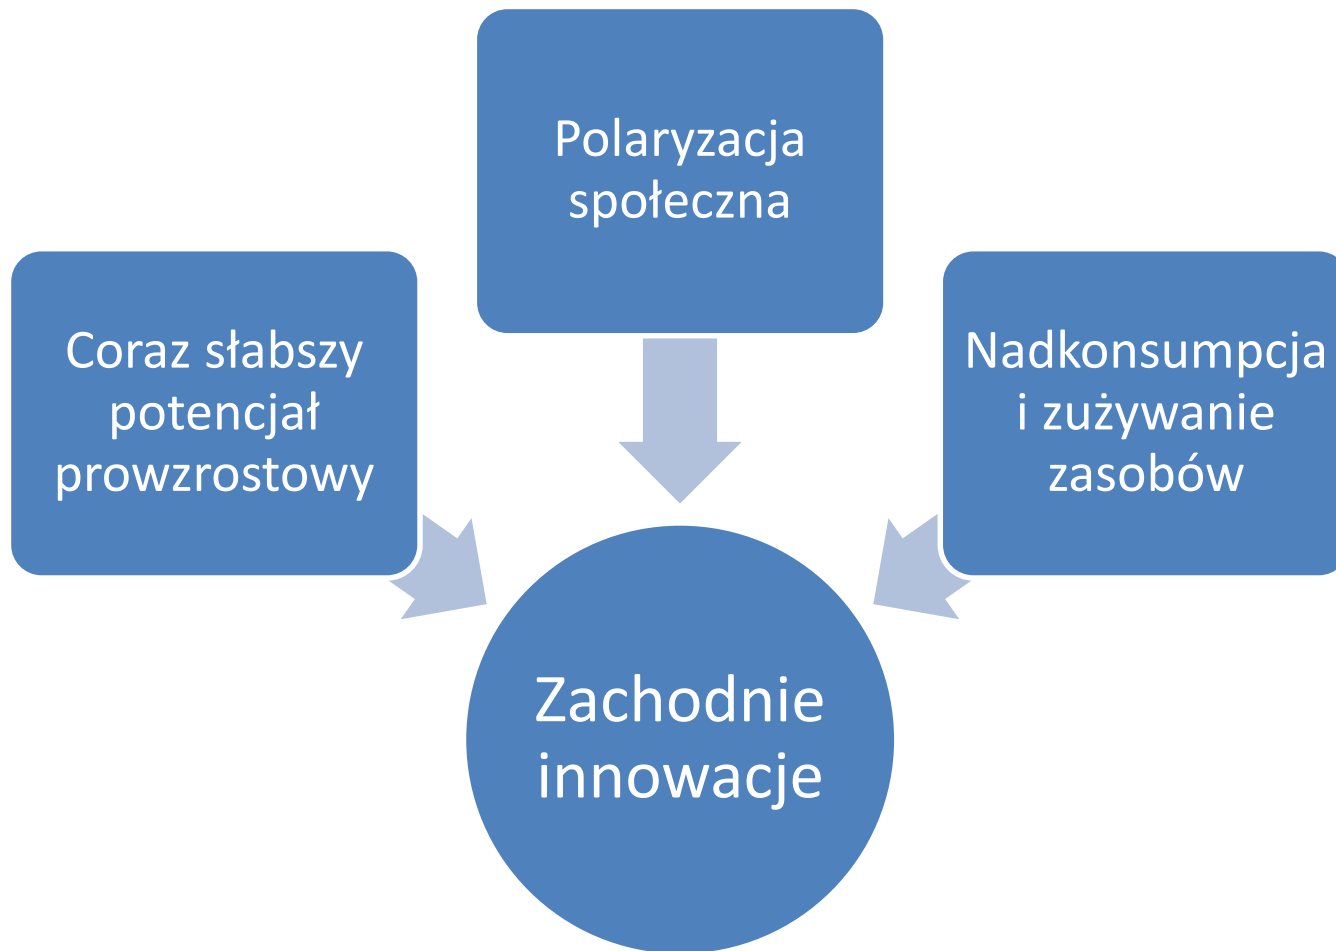 Polaryzacja
społeczna
Coraz słabszy
potencjał
prowzrostowy
Nadkonsumpcja
i zużywanie
zasobów
Zachodnie
innowacje